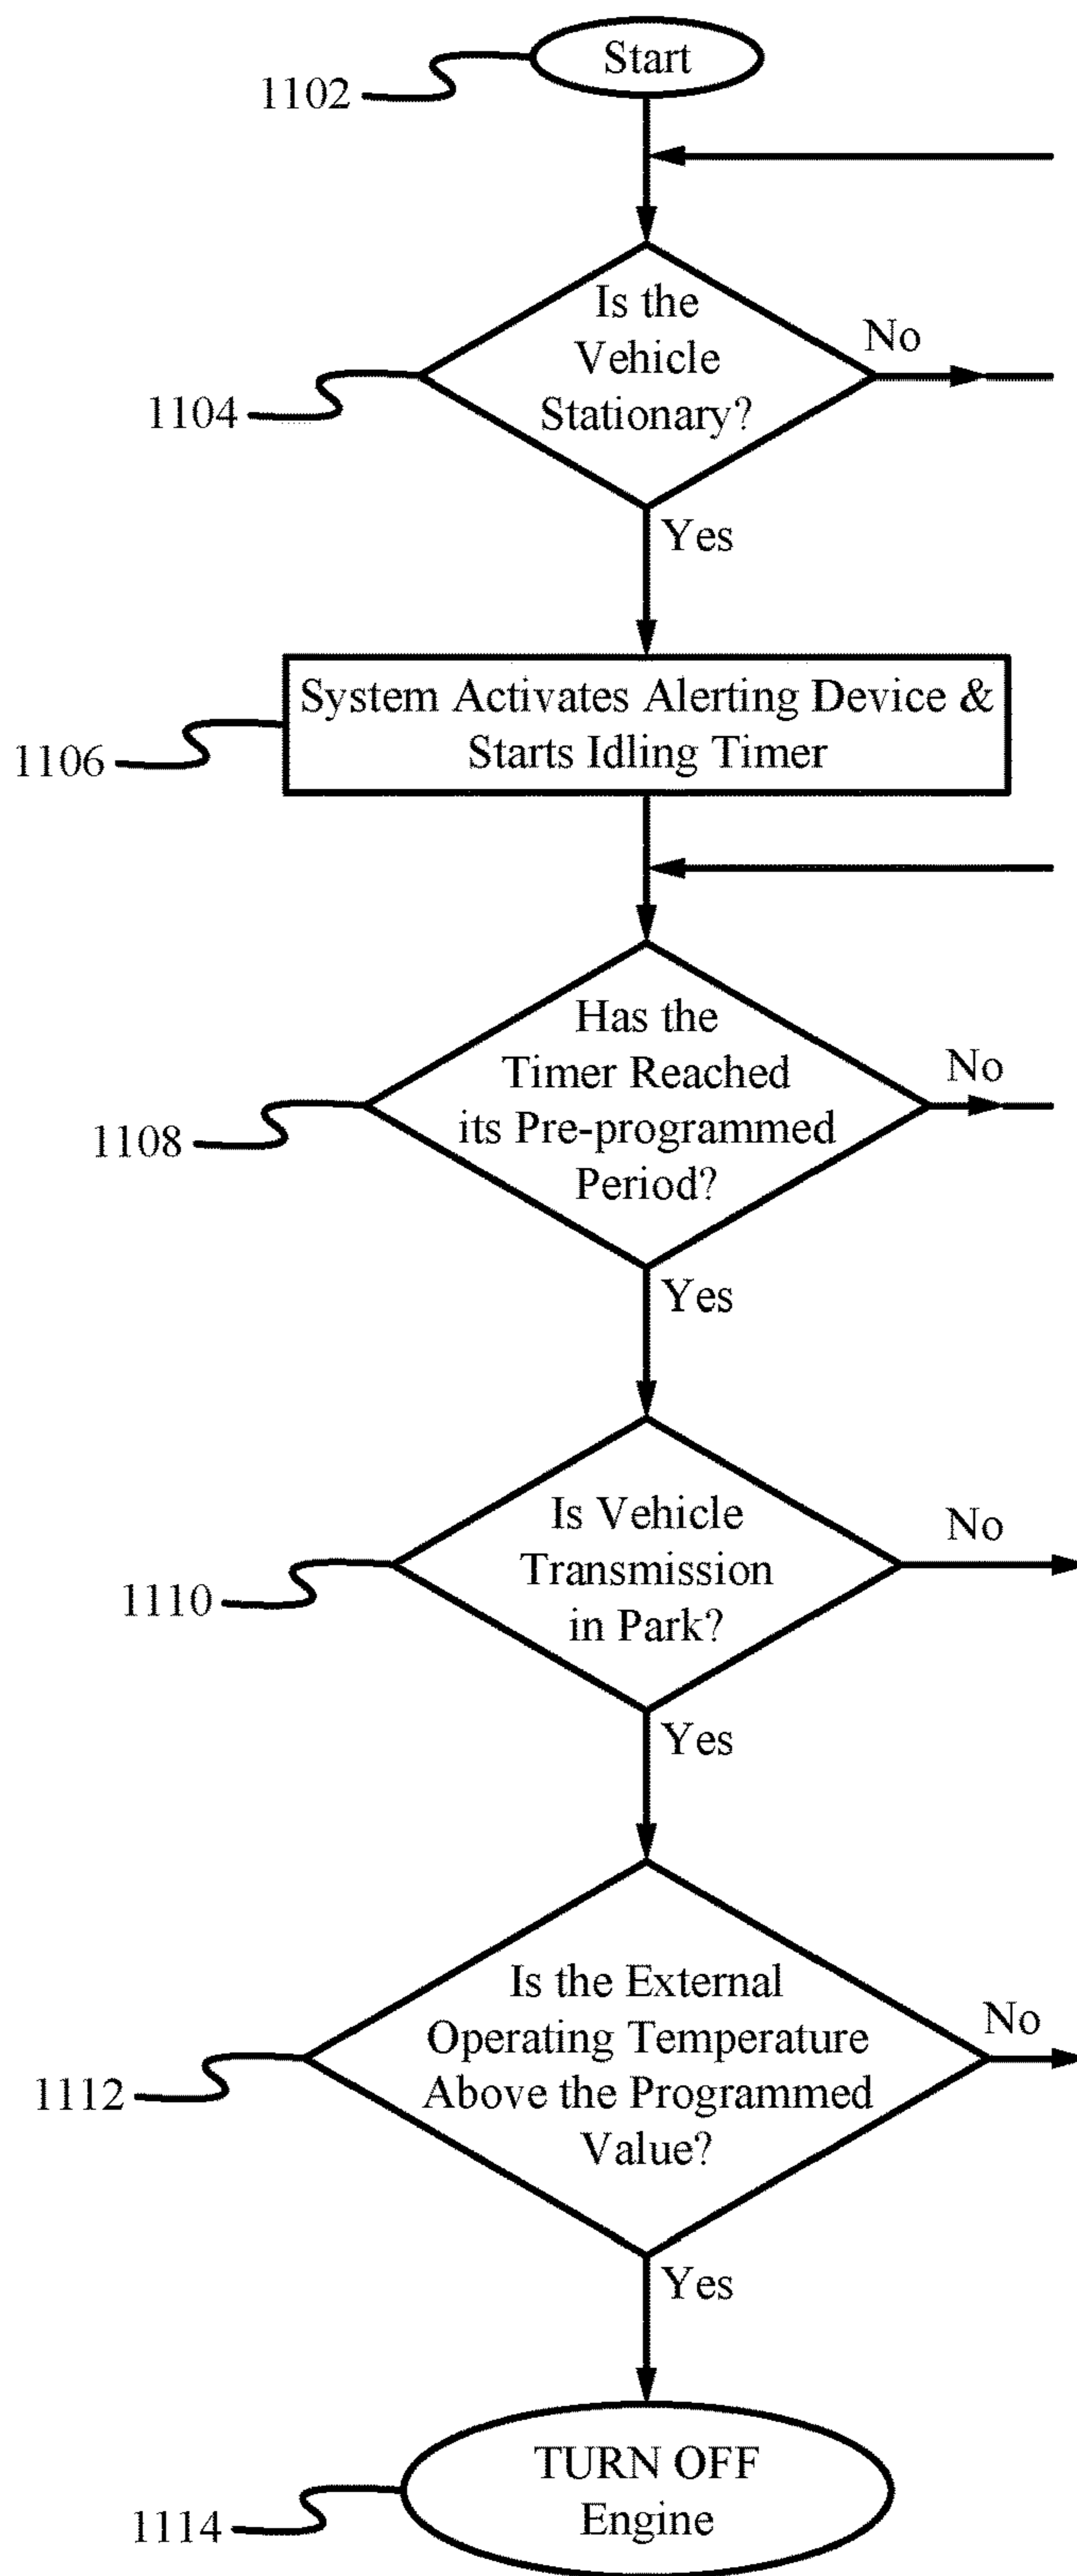 Start
1102
Is the
Vehicle
Stationary?
No
1104
Yes
System Activates Alerting Device &
Starts Idling Timer
1106
Has the
Timer Reached
its Pre-programmed
Period?
No
1108
Yes
Is Vehicle
Transmission
in Park?
No
1110
Yes
Is the External
Operating Temperature
Above the Programmed
Value?
No
1112
Yes
TURN OFF
Engine
1114